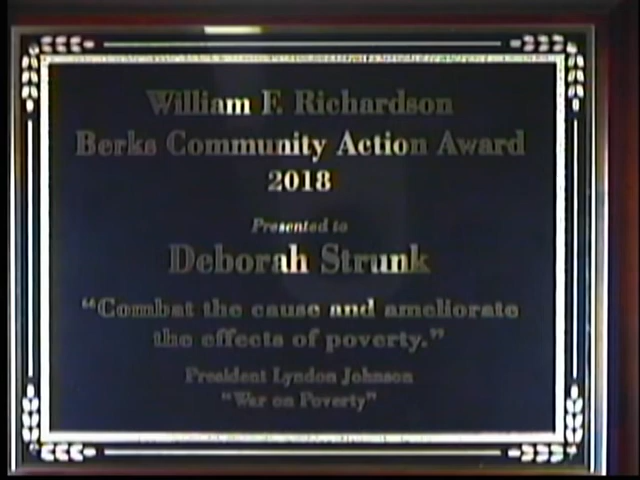 William F. Richardson
Berks Community Action Award
2018
Presented to
Deborah Strunk
“Combat the cause and ameliorate
the effects of poverty.”
President Lyndon Johnson
“War on Poverty”